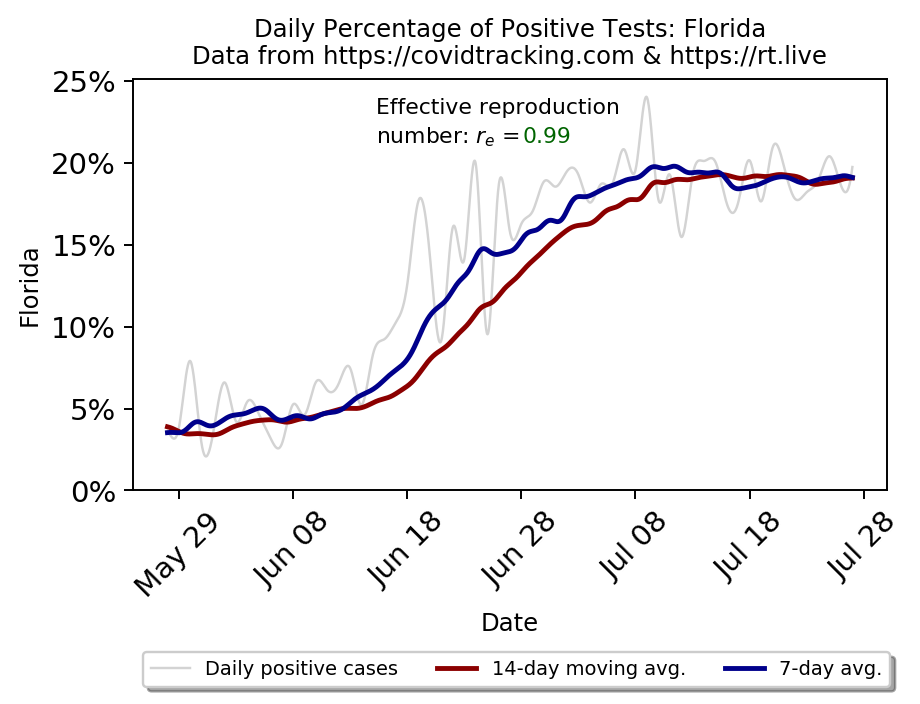 Daily Percentage of Positive Tests: Florida
Data from https://covidtracking.com & https://rt.live
25%
Effective reproduction
number: rₑ =0.99
20%
15%
10%
5%
0%
Florida
May 29
Jun 08
Jun 18
Jun 28
Jul 08
Jul 18
Jul 28
Date
Daily positive cases
14-day moving avg.
7-day avg.